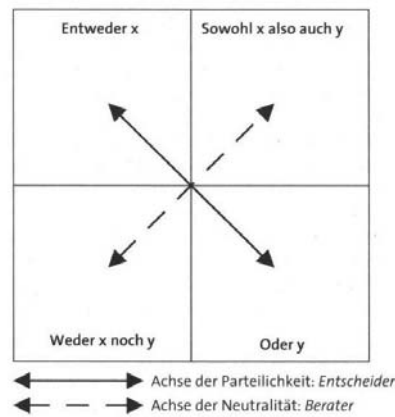 Entweder x
Sowohl x also auch y
Weder x noch y
Oder y
Achse der Parteilichkeit: Entscheider
Achse der Neutralität: Berater